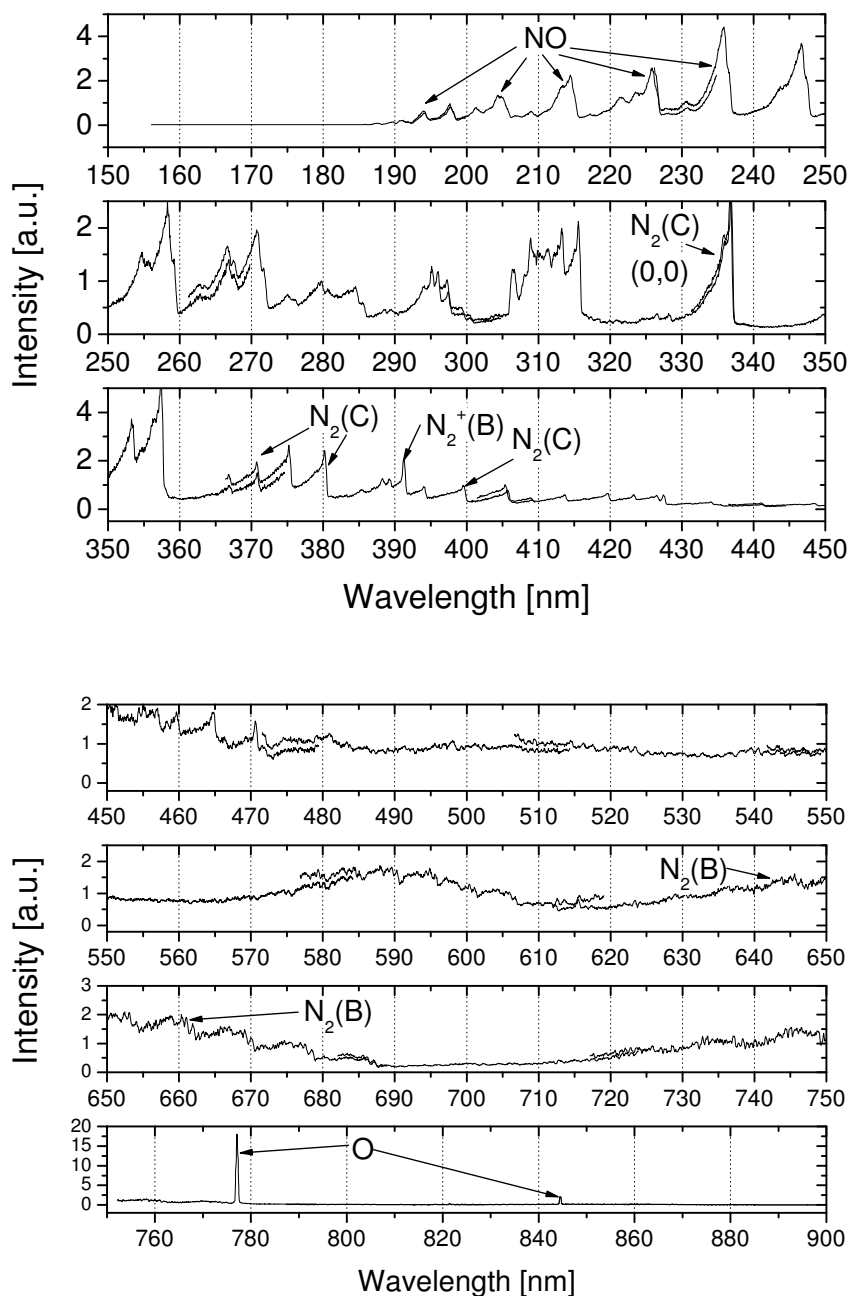 4
2
0
NO
150 160 170 180 190 200 210 220 230 240 250
2
1
0
N₂(C)
(0,0)
250 260 270 280 290 300 310 320 330 340 350
4
2
0
N₂(C)
N₂⁺(B)
N₂(C)
350 360 370 380 390 400 410 420 430 440 450
Intensity [a.u.]
Wavelength [nm]
2
1
0
450 460 470 480 490 500 510 520 530 540 550
2
1
0
N₂(B)
550 560 570 580 590 600 610 620 630 640 650
3
2
1
0
N₂(B)
650 660 670 680 690 700 710 720 730 740 750
20
15
10
5
0
O
760 780 800 820 840 860 880 900
Intensity [a.u.]
Wavelength [nm]